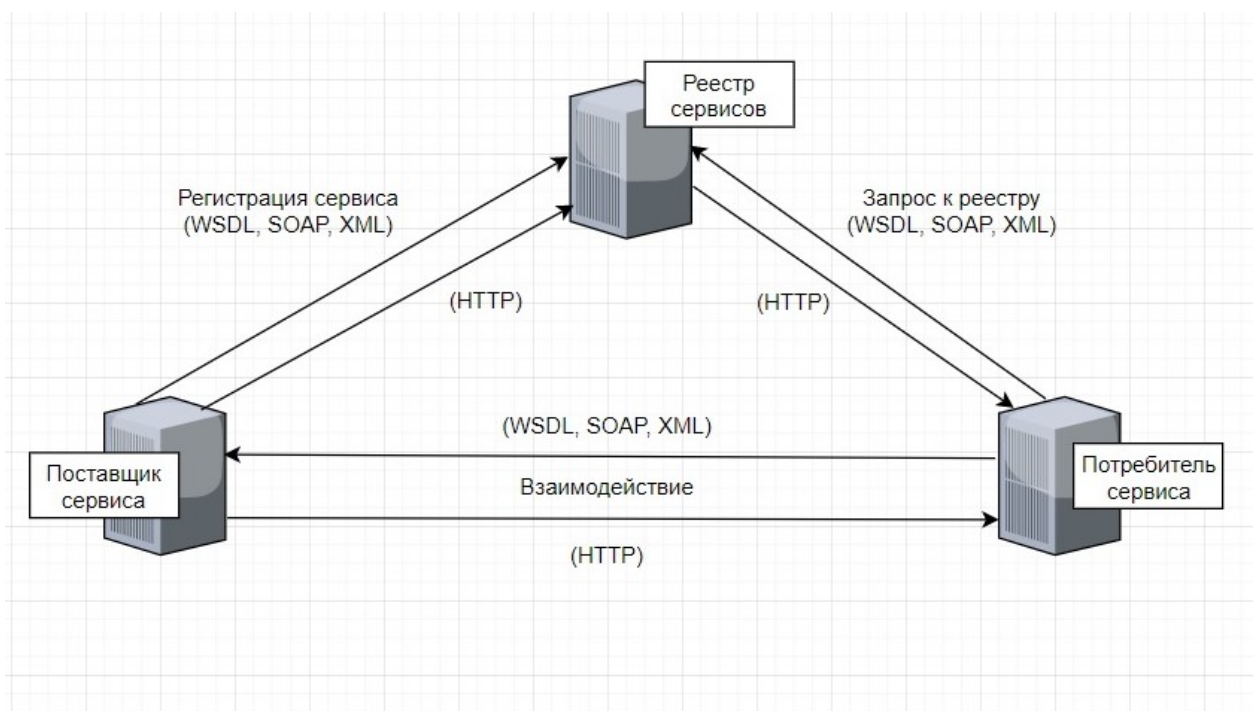 Реестр
сервисов
Регистрация сервиса
(WSDL, SOAP, XML)
Запрос к реестру
(WSDL, SOAP, XML)
(HTTP)
(HTTP)
(WSDL, SOAP, XML)
Поставщик
сервиса
Взаимодействие
Потребитель
сервиса
(HTTP)